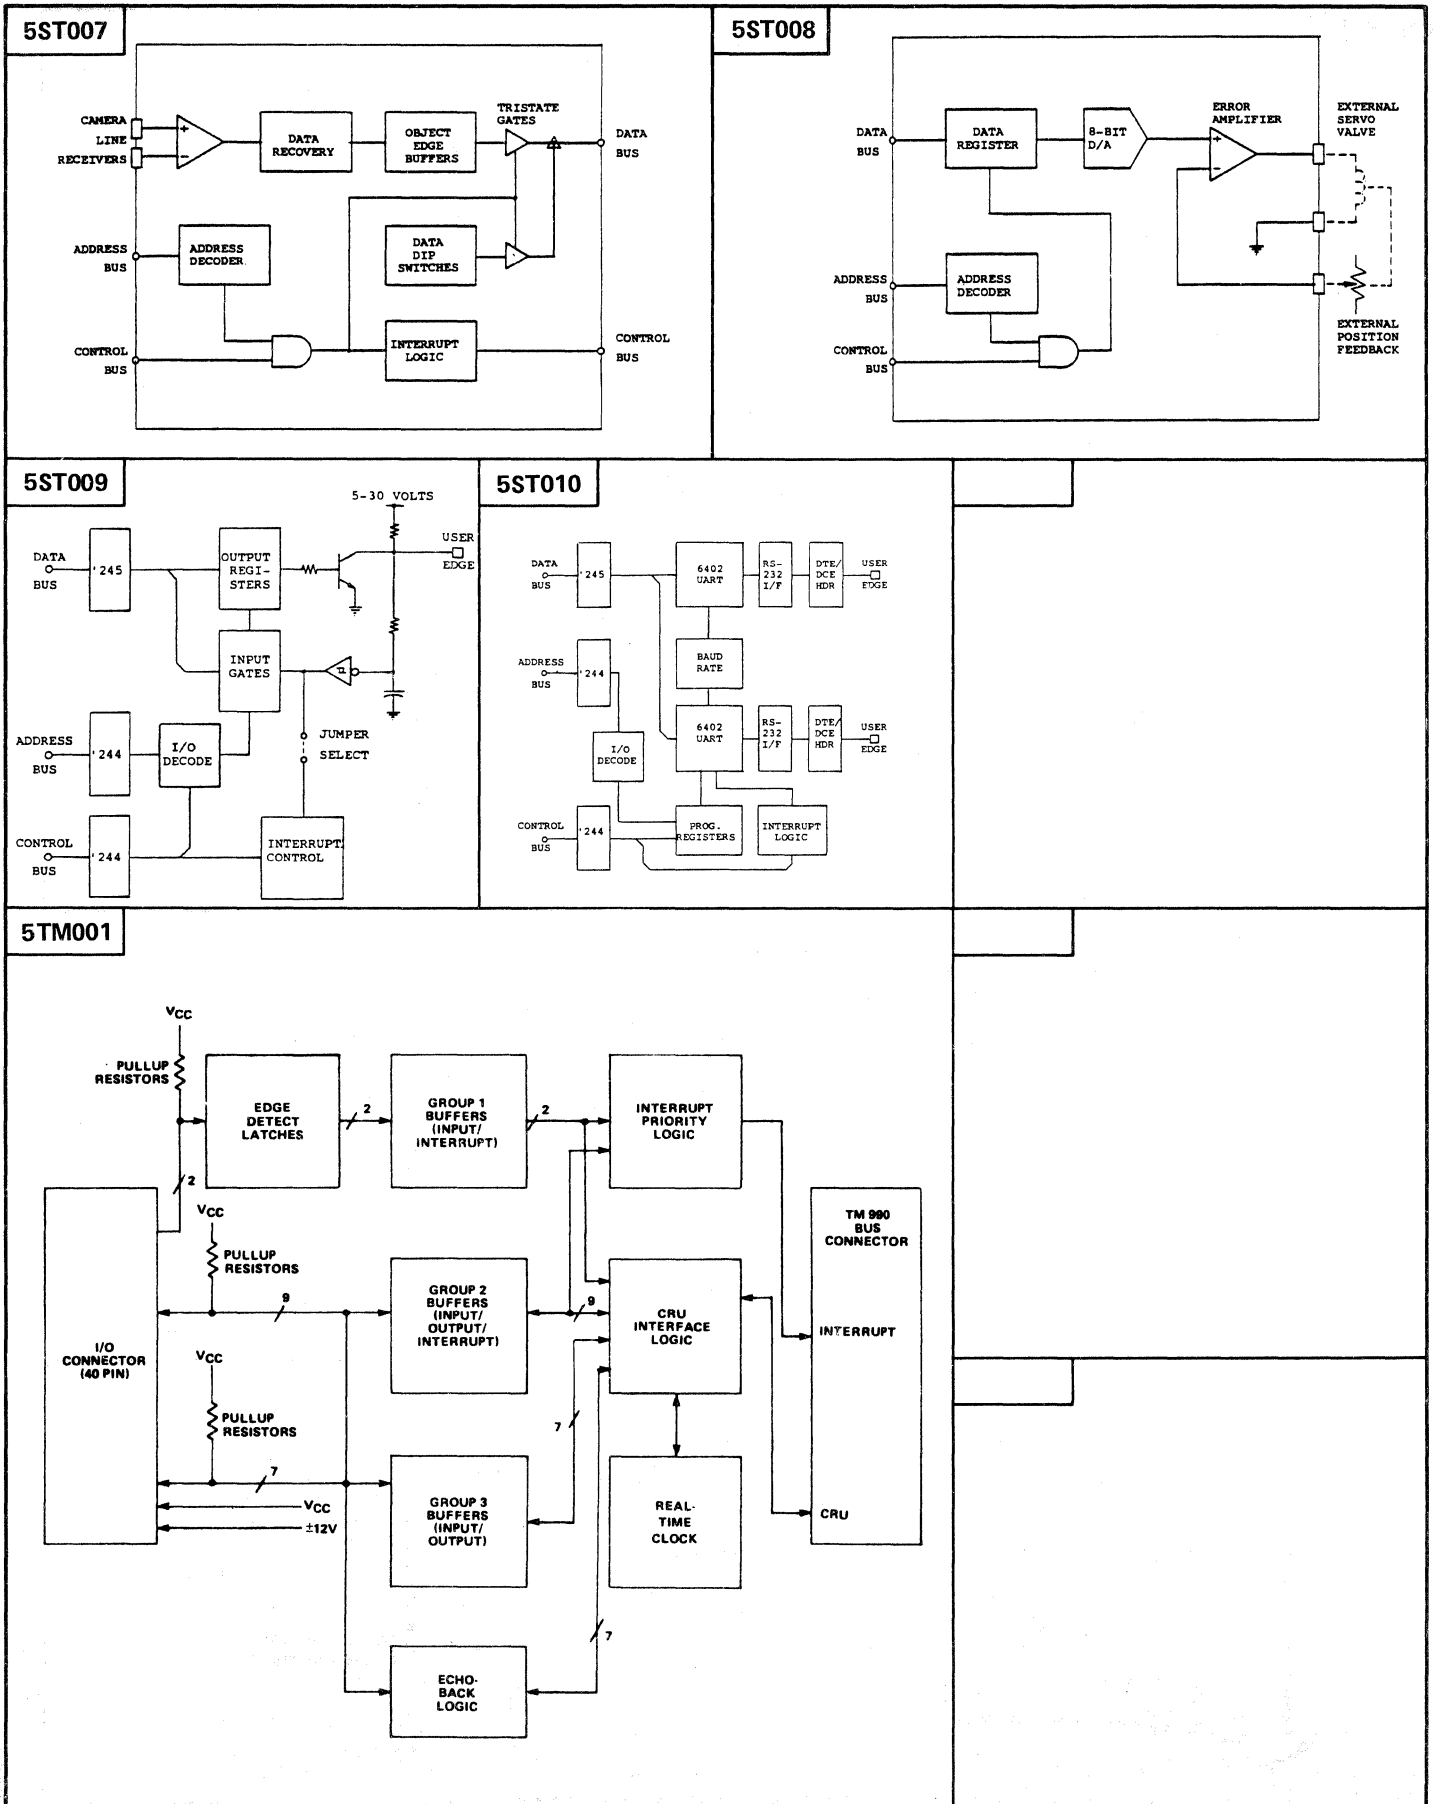 5ST007
CAMERA
LINE
RECEIVERS
+
−
DATA
RECOVERY
OBJECT
EDGE
BUFFERS
TRISTATE
GATES
DATA
BUS
ADDRESS
BUS
ADDRESS
DECODER
DATA
DIP
SWITCHES
CONTROL
BUS
INTERRUPT
LOGIC
CONTROL
BUS
5ST008
DATA
BUS
DATA
REGISTER
8-BIT
D/A
ERROR
AMPLIFIER
+
−
EXTERNAL
SERVO
VALVE
ADDRESS
BUS
ADDRESS
DECODER
CONTROL
BUS
EXTERNAL
POSITION
FEEDBACK
5ST009
5-30 VOLTS
DATA
BUS
'245
OUTPUT
REGI-
STERS
USER
EDGE
INPUT
GATES
ADDRESS
BUS
'244
I/O
DECODE
JUMPER
SELECT
CONTROL
BUS
'244
INTERRUPT
CONTROL
5ST010
DATA
BUS
'245
6402
UART
RS-
232
I/F
DTE/
DCE
HDR
USER
EDGE
ADDRESS
BUS
'244
BAUD
RATE
I/O
DECODE
6402
UART
RS-
232
I/F
DTE/
DCE
HDR
USER
EDGE
CONTROL
BUS
'244
PROG.
REGISTERS
INTERRUPT
LOGIC
5TM001
VCC
PULLUP
RESISTORS
EDGE
DETECT
LATCHES
2
GROUP 1
BUFFERS
(INPUT/
INTERRUPT)
2
INTERRUPT
PRIORITY
LOGIC
2
VCC
PULLUP
RESISTORS
9
GROUP 2
BUFFERS
(INPUT/
OUTPUT/
INTERRUPT)
9
CRU
INTERFACE
LOGIC
TM 990
BUS
CONNECTOR
INTERRUPT
CRU
I/O
CONNECTOR
(40 PIN)
VCC
PULLUP
RESISTORS
7
VCC
±12V
GROUP 3
BUFFERS
(INPUT/
OUTPUT)
7
REAL-
TIME
CLOCK
7
ECHO-
BACK
LOGIC